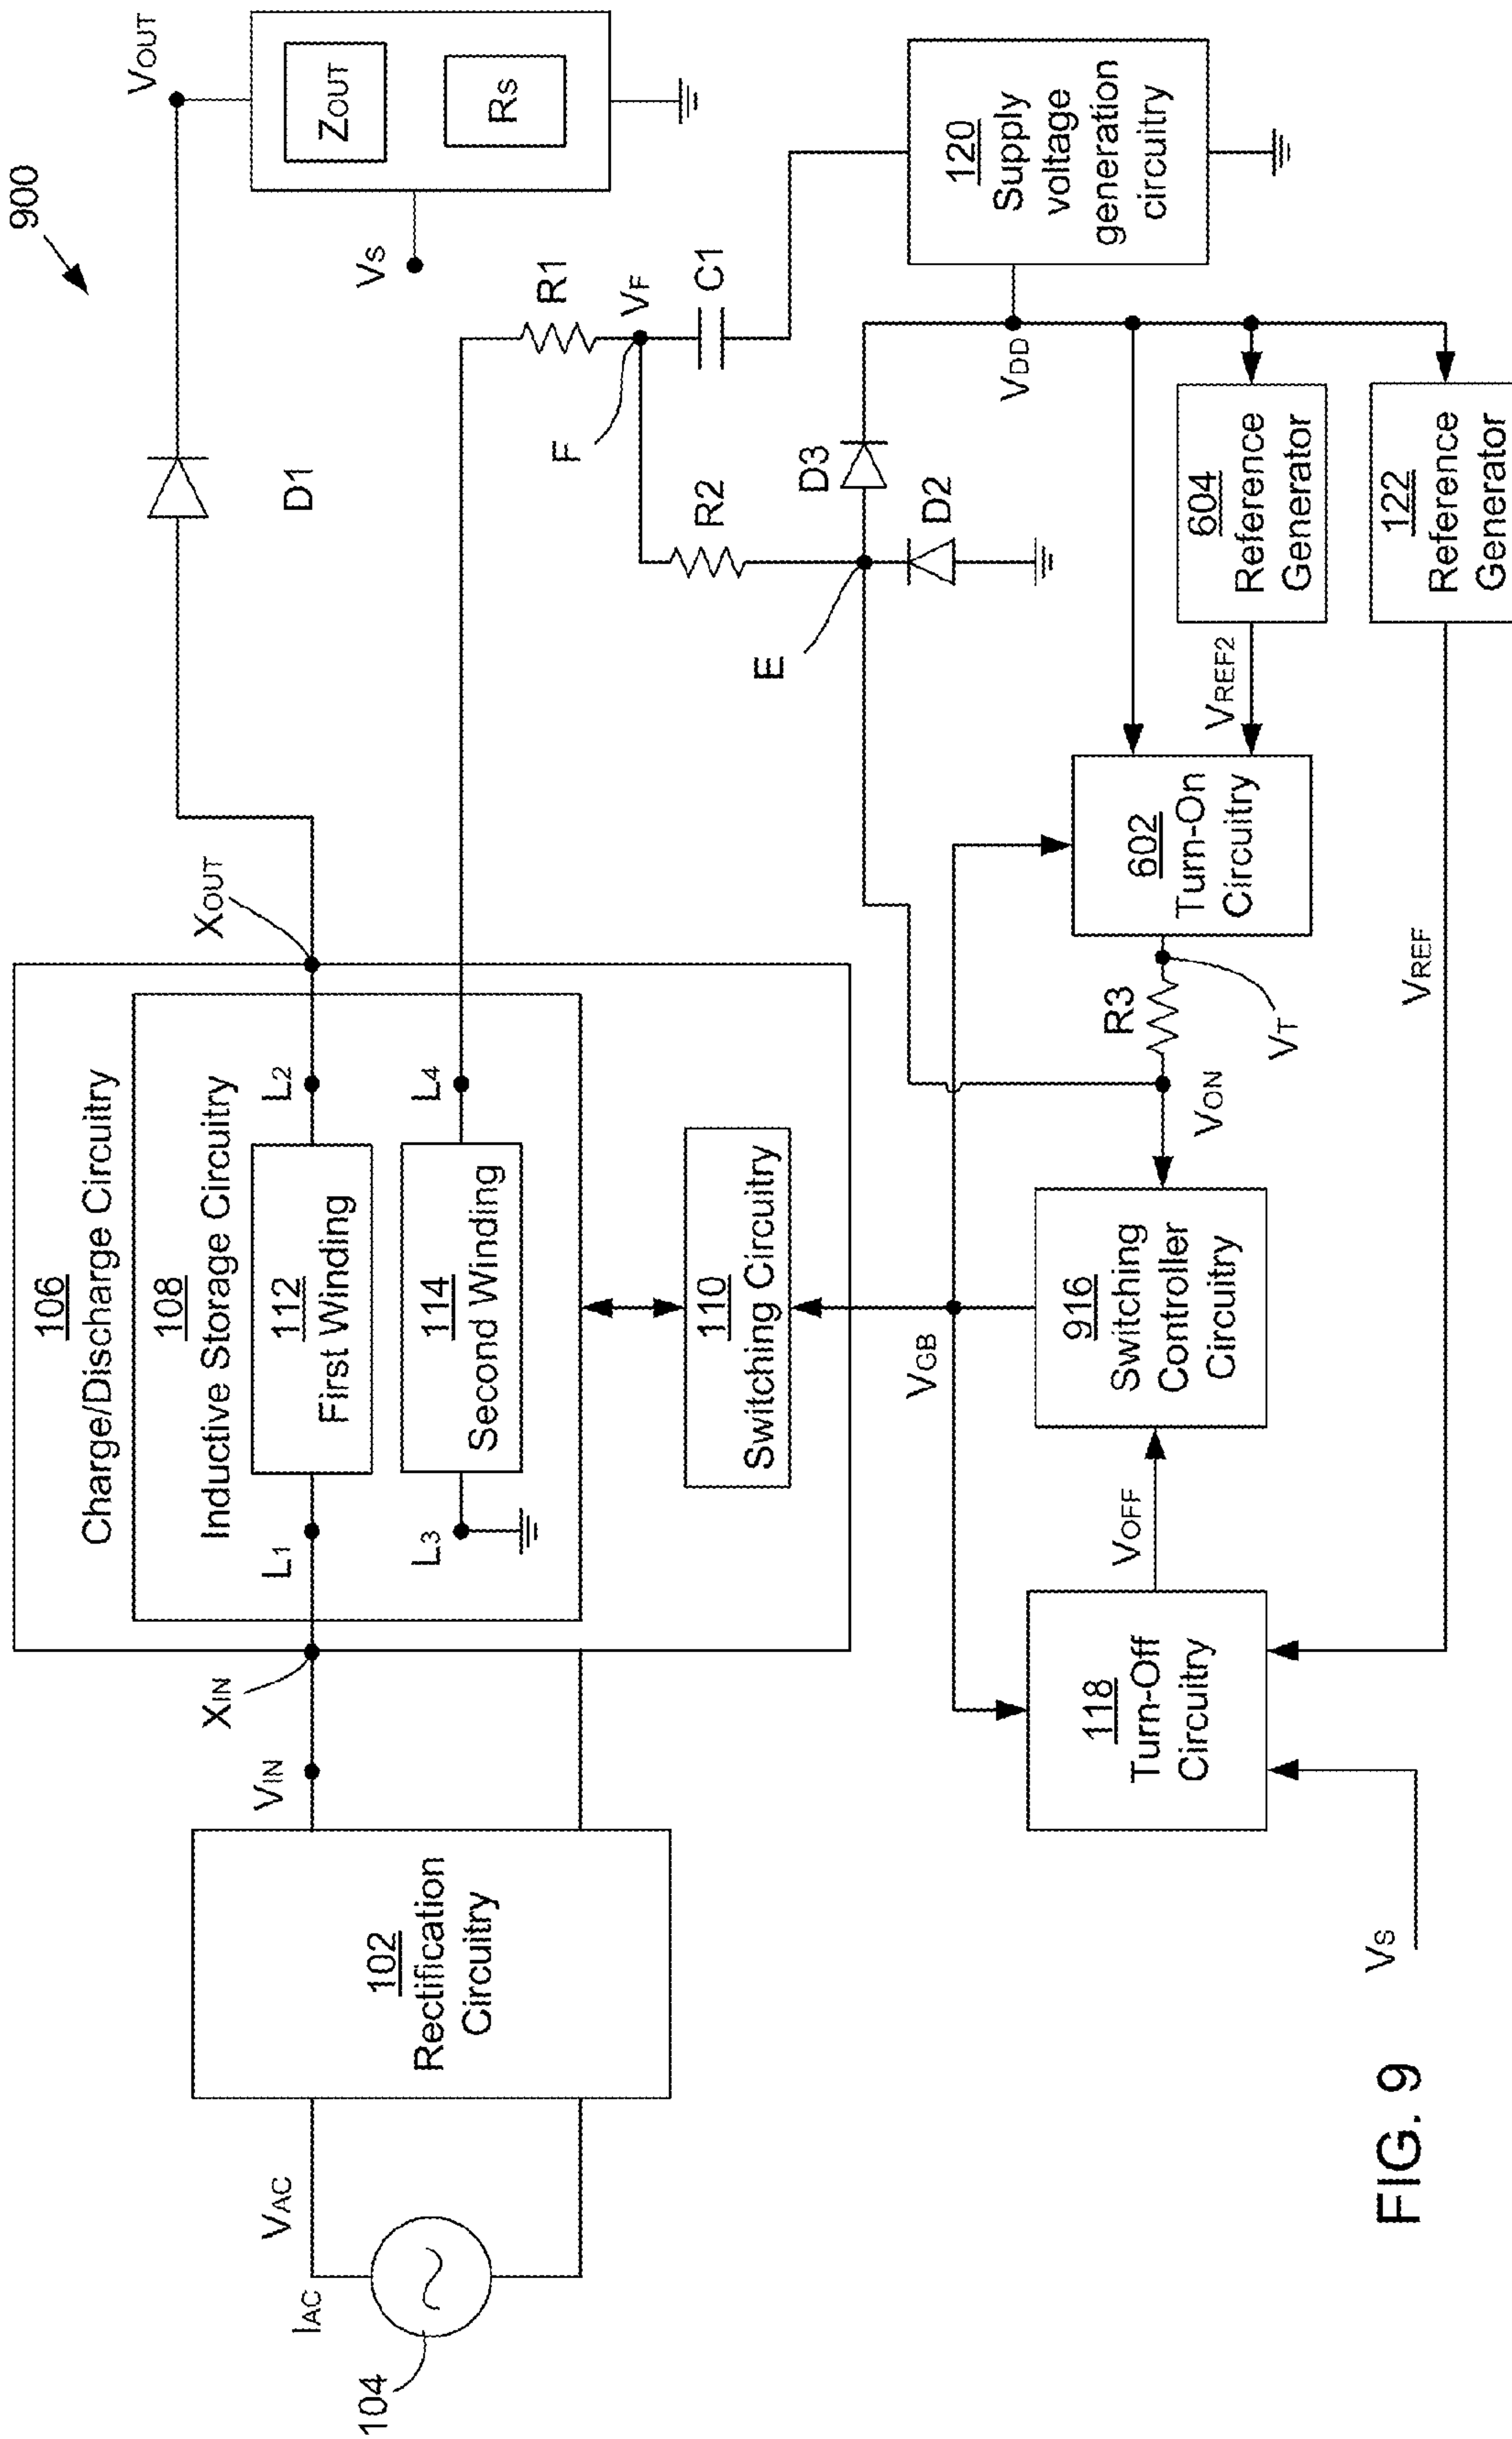 900
106
Charge/Discharge Circuitry
108
Inductive Storage Circuitry
112
First Winding
114
Second Winding
110
Switching Circuitry
L1
L2
L3
L4
XIN
XOUT
VIN
VAC
IAC
104
102
Rectification
Circuitry
D1
VOUT
ZOUT
RS
VS
R1
VF
F
C1
R2
E
D3
D2
VDD
120
Supply
voltage
generation
circuitry
604
Reference
Generator
122
Reference
Generator
VREF2
VREF
602
Turn-On
Circuitry
VT
R3
VON
VGB
916
Switching
Controller
Circuitry
VOFF
118
Turn-Off
Circuitry
VS
FIG. 9